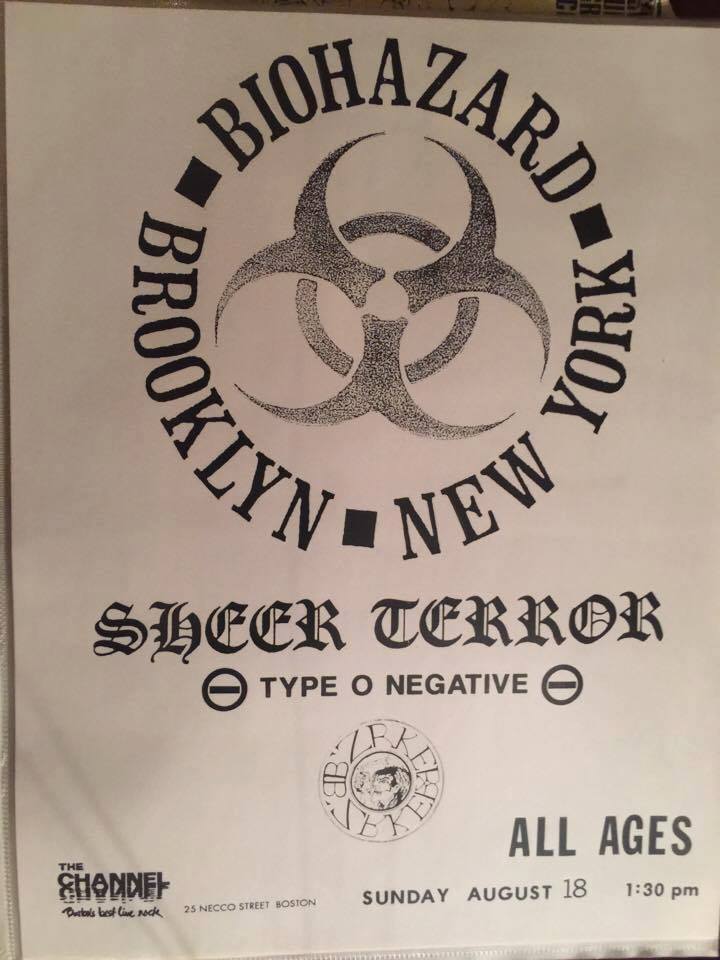 BIOHAZARD
BROOKLYN
NEW YORK
SHEER TERROR
TYPE O NEGATIVE
ALL AGES
THE
CHANNEL
Boston's best live rock
25 NECCO STREET BOSTON
SUNDAY AUGUST 18 1:30 pm